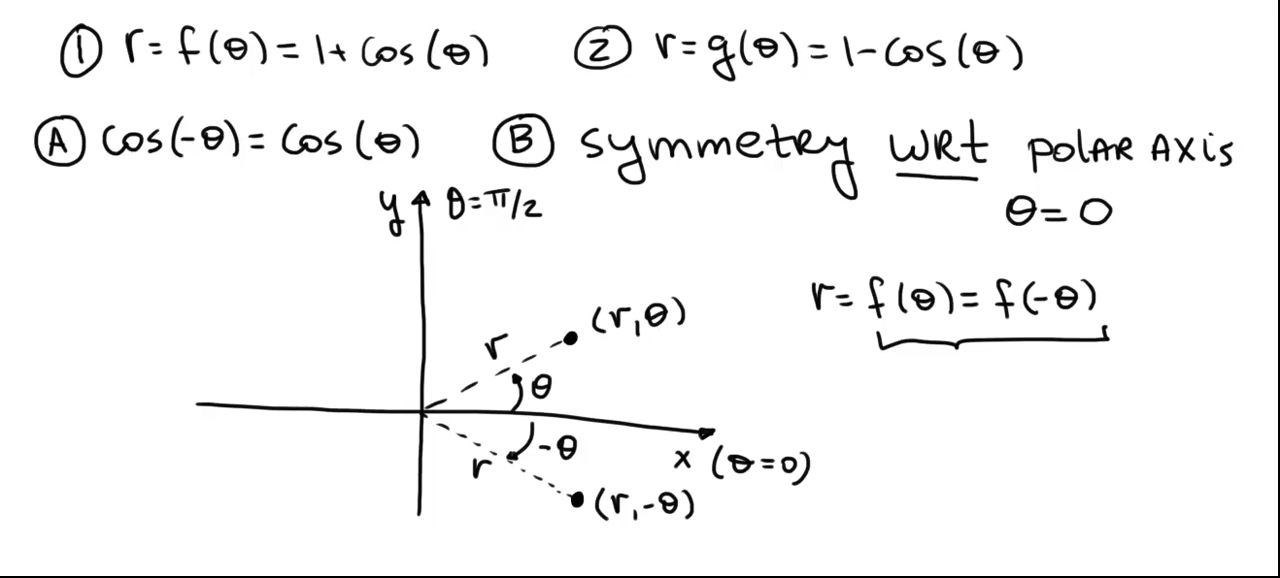 ① r = f(θ) = 1 + cos(θ) ② r = g(θ) = 1 - cos(θ)
Ⓐ cos(-θ) = cos(θ) Ⓑ symmetry WRt polar axis
y θ = π/2 θ = 0
r = f(θ) = f(-θ)
(r, θ)
r
θ
-θ
r x (θ = 0)
(r, -θ)